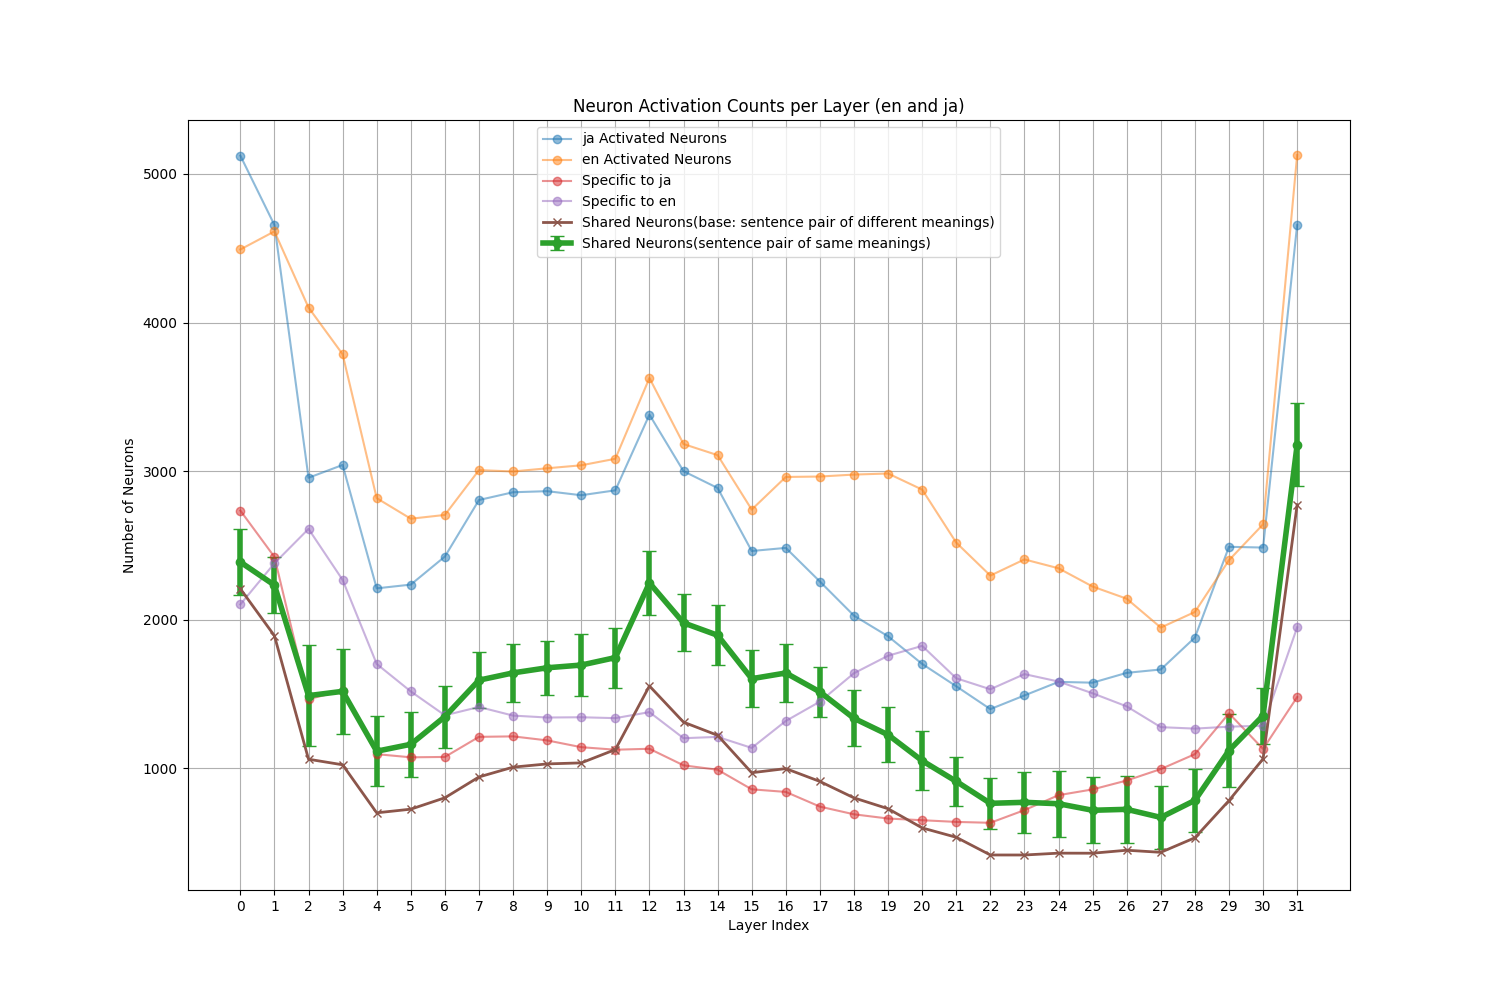 Neuron Activation Counts per Layer (en and ja)
ja Activated Neurons
en Activated Neurons
Specific to ja
Specific to en
Shared Neurons(base: sentence pair of different meanings)
Shared Neurons(sentence pair of same meanings)
5000
4000
3000
2000
1000
Number of Neurons
0 1 2 3 4 5 6 7 8 9 10 11 12 13 14 15 16 17 18 19 20 21 22 23 24 25 26 27 28 29 30 31
Layer Index